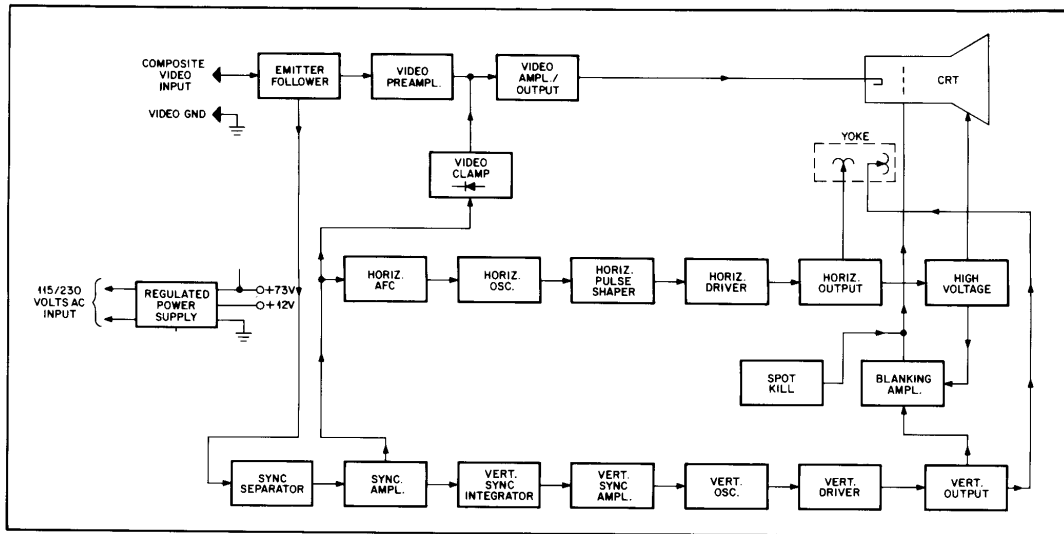 COMPOSITE
VIDEO
INPUT
VIDEO GND
EMITTER
FOLLOWER
VIDEO
PREAMPL.
VIDEO
AMPL./
OUTPUT
CRT
YOKE
VIDEO
CLAMP
115/230
VOLTS AC
INPUT
REGULATED
POWER
SUPPLY
+73V
+12V
HORIZ.
AFC
HORIZ.
OSC.
HORIZ.
PULSE
SHAPER
HORIZ.
DRIVER
HORIZ.
OUTPUT
HIGH
VOLTAGE
SPOT
KILL
BLANKING
AMPL.
SYNC
SEPARATOR
SYNC.
AMPL.
VERT.
SYNC
INTEGRATOR
VERT.
SYNC
AMPL.
VERT.
OSC.
VERT.
DRIVER
VERT.
OUTPUT